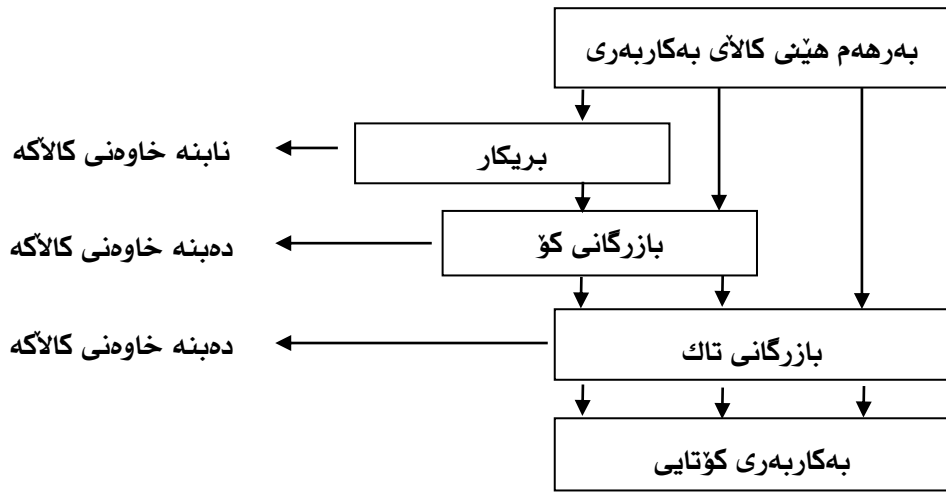 بەرهەم هێنی کاڵای بەکاربەری
بریکار
نابنە خاوەنی کاڵاکە
بازرگانی کۆ
دەبنە خاوەنی کاڵاکە
بازرگانی تاك
دەبنە خاوەنی کاڵاکە
بەکاربەری کۆتایی